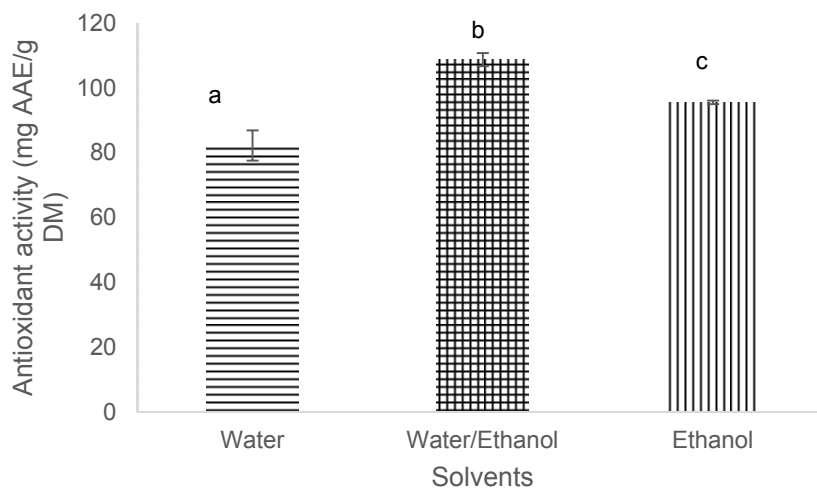 Antioxidant activity (mg AAE/g
DM)
120
100
80
60
40
20
0
a
b
c
Water
Water/Ethanol
Ethanol
Solvents